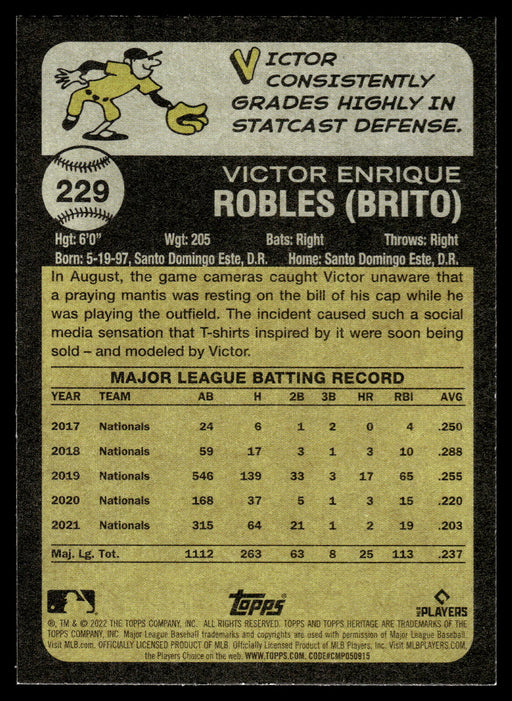 VICTOR
CONSISTENTLY
GRADES HIGHLY IN
STATCAST DEFENSE.
229
VICTOR ENRIQUE
ROBLES (BRITO)
Hgt: 6'0" Wgt: 205 Bats: Right Throws: Right
Born: 5-19-97, Santo Domingo Este, D.R. Home: Santo Domingo Este, D.R.
In August, the game cameras caught Victor unaware that
a praying mantis was resting on the bill of his cap while he
was playing the outfield. The incident caused such a social
media sensation that T-shirts inspired by it were soon being
sold – and modeled by Victor.
MAJOR LEAGUE BATTING RECORD
YEAR TEAM AB H 2B 3B HR RBI AVG
2017 Nationals 24 6 1 2 0 4 .250
2018 Nationals 59 17 3 1 3 10 .288
2019 Nationals 546 139 33 3 17 65 .255
2020 Nationals 168 37 5 1 3 15 .220
2021 Nationals 315 64 21 1 2 19 .203
Maj. Lg. Tot. 1112 263 63 8 25 113 .237
TOPPS
MLB PLAYERS
®, TM & © 2022 THE TOPPS COMPANY, INC. ALL RIGHTS RESERVED. TOPPS AND TOPPS HERITAGE ARE TRADEMARKS OF THE
TOPPS COMPANY, INC. Major League Baseball trademarks and copyrights are used with permission of Major League Baseball.
Visit MLB.com. OFFICIALLY LICENSED PRODUCT OF MLB. Officially Licensed Product of MLB Players, Inc. Visit MLBPLAYERS.com,
the Players Choice on the web. WWW.TOPPS.COM. CODE#CMP050915